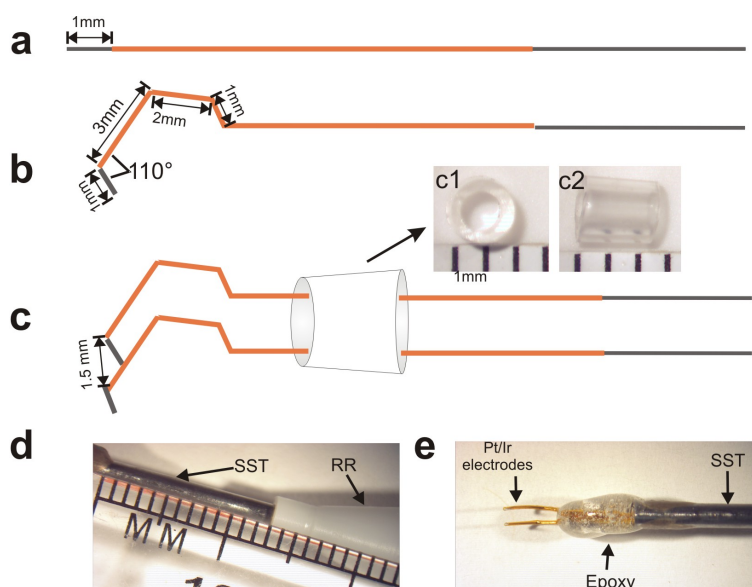 a
1mm
b
3mm
2mm
1mm
110°
1mm
c1
c2
1mm
c
1.5 mm
d
SST
RR
MM
e
Pt/Ir
electrodes
SST
Epoxy